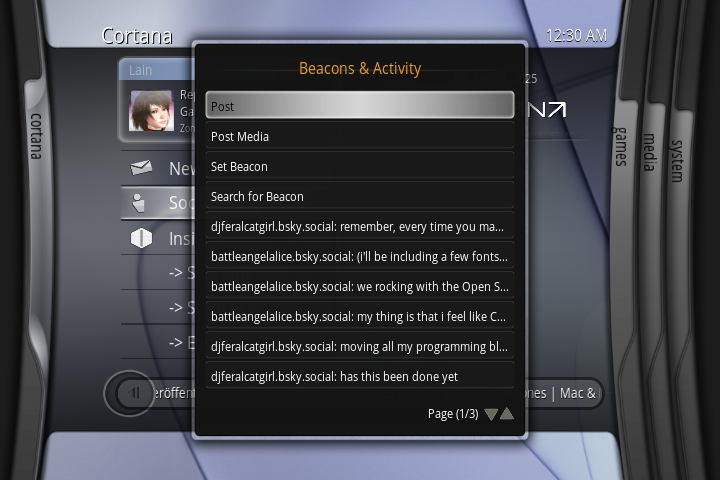 Cortana
12:30 AM
Beacons & Activity
Lain
25
Post
N7
Post Media
Set Beacon
Search for Beacon
djferalcatgirl.bsky.social: remember, every time you ma...
battleangelalice.bsky.social: (i'll be including a few fonts...
battleangelalice.bsky.social: we rocking with the Open S...
battleangelalice.bsky.social: my thing is that i feel like C...
djferalcatgirl.bsky.social: moving all my programming bl...
djferalcatgirl.bsky.social: has this been done yet
Page (1/3)
Re
Ga
Zon
New
Soc
Insi
-> S
-> S
-> E
eröffent
nes | Mac &
cortana
games
media
system